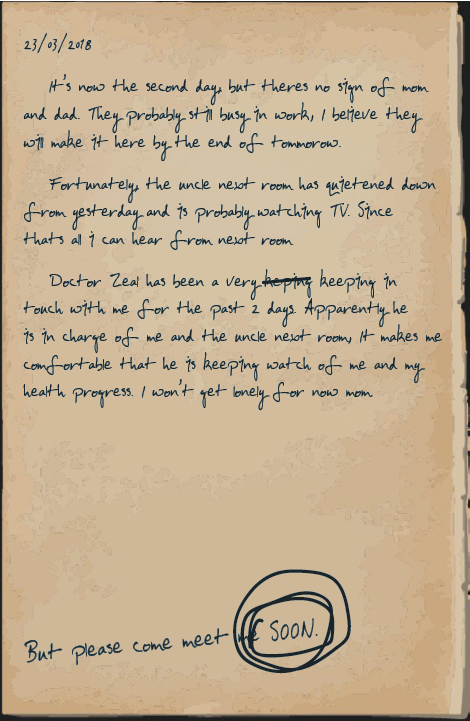 23/03/2018
It's now the second day, but theres no sign of mom
and dad. They probably still busy in work, I believe they
will make it here by the end of tommorow.
Fortunately, the uncle next room has quietened down
from yesterday and is probably watching TV. Since
thats all i can hear from next room
Doctor Zeal has been a very keping keeping in
touch with me for the past 2 days. Apparently he
is in charge of me and the uncle next room, It makes me
comfortable that he is keeping watch of me and my
health progress. I won't get lonely for now mom.
But please come meet me SOON.